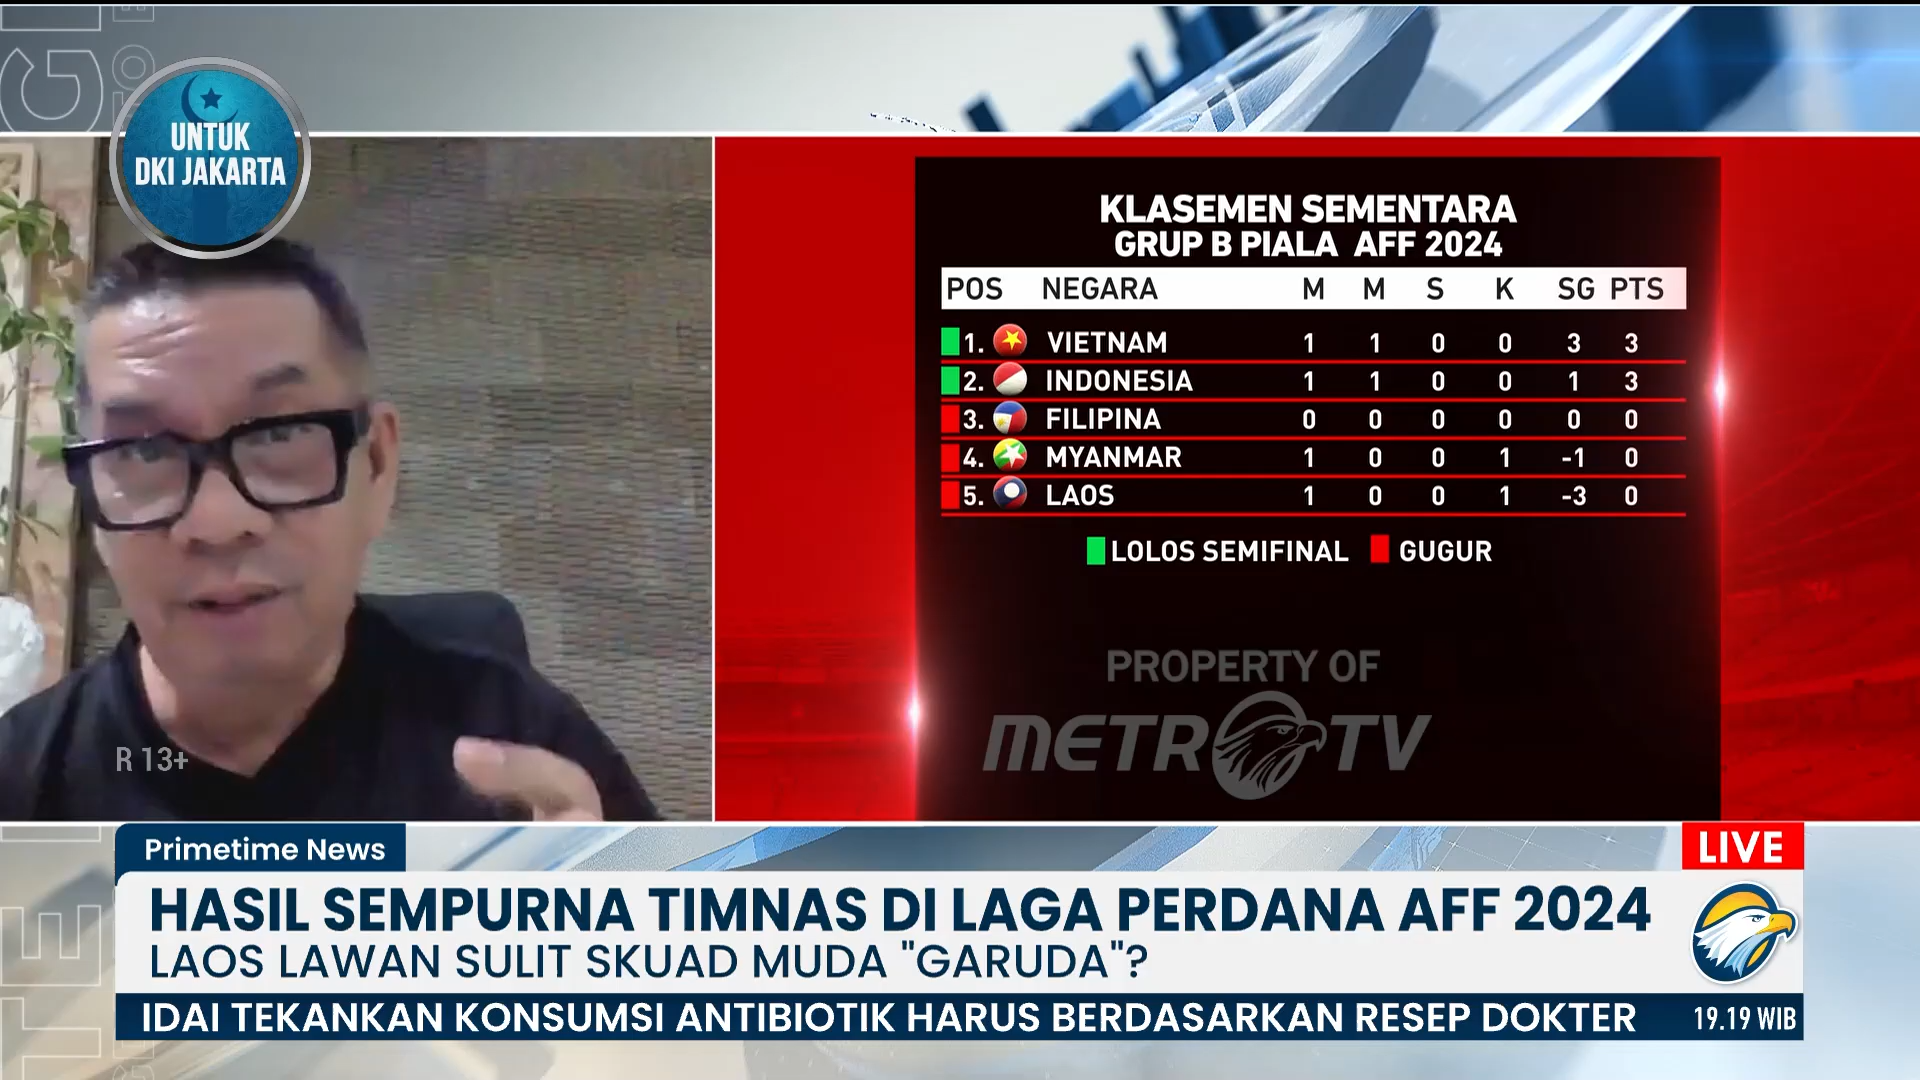 UNTUK
DKI JAKARTA
KLASEMEN SEMENTARA
GRUP B PIALA AFF 2024
POS NEGARA M M S K SG PTS
1. VIETNAM 1 1 0 0 3 3
2. INDONESIA 1 1 0 0 1 3
3. FILIPINA 0 0 0 0 0 0
4. MYANMAR 1 0 0 1 -1 0
5. LAOS 1 0 0 1 -3 0
LOLOS SEMIFINAL GUGUR
PROPERTY OF
METRO TV
R 13+
Primetime News
LIVE
HASIL SEMPURNA TIMNAS DI LAGA PERDANA AFF 2024
LAOS LAWAN SULIT SKUAD MUDA "GARUDA"?
IDAI TEKANKAN KONSUMSI ANTIBIOTIK HARUS BERDASARKAN RESEP DOKTER
19.19 WIB